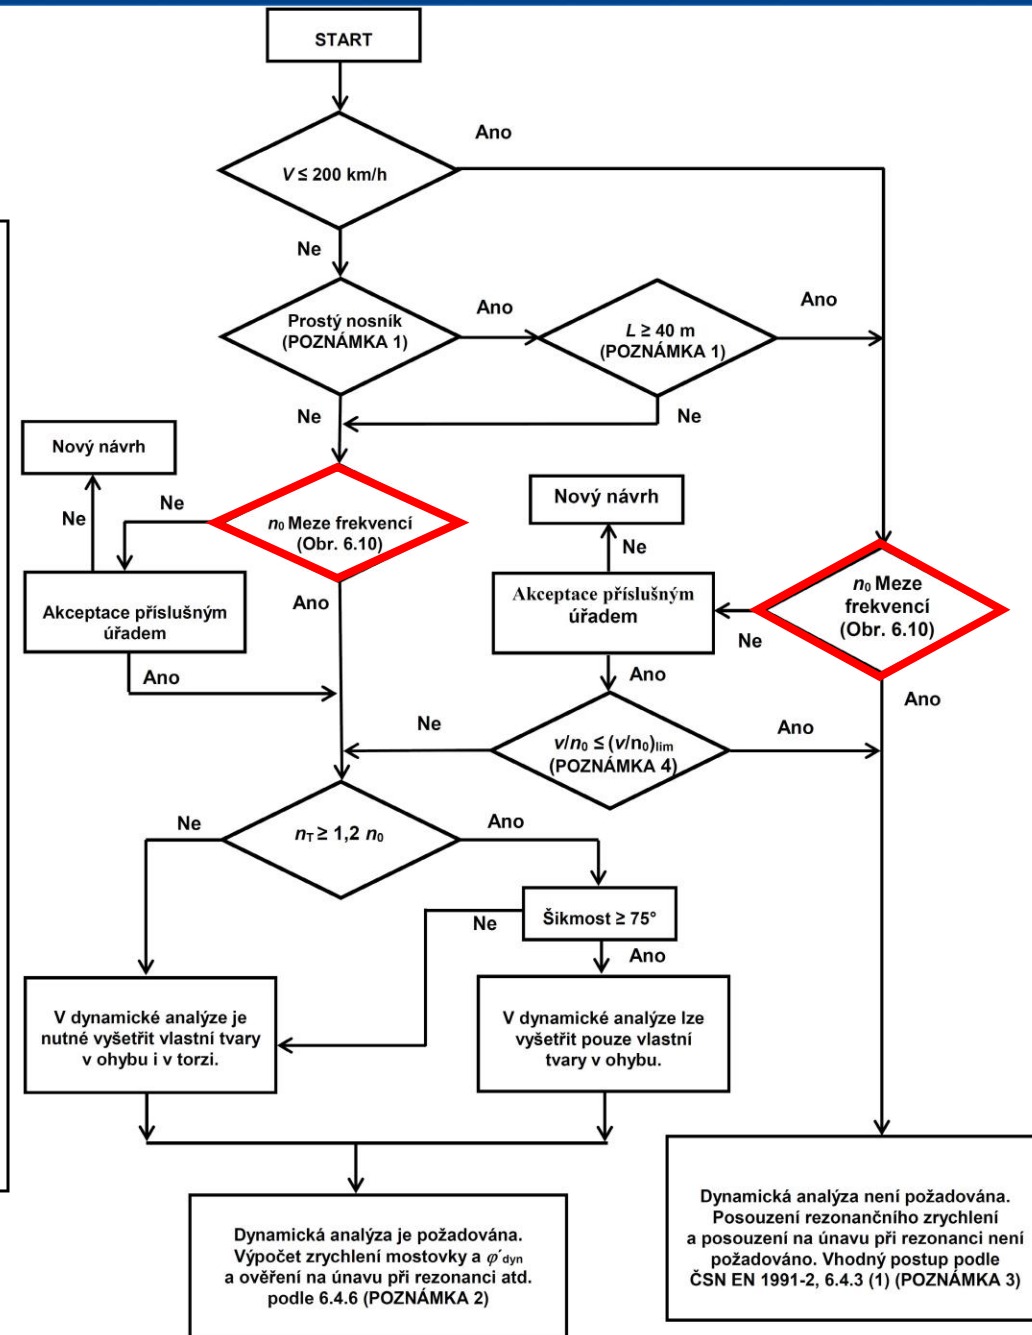 START
Ano
V ≤ 200 km/h
Ne
Prostý nosník
(POZNÁMKA 1)
Ano
L ≥ 40 m
(POZNÁMKA 1)
Ano
Ne
Ne
Nový návrh
Ne
Ne
n₀ Meze frekvencí
(Obr. 6.10)
Nový návrh
Ne
Akceptace příslušným
úřadem
Ano
Akceptace příslušným
úřadem
Ne
n₀ Meze
frekvencí
(Obr. 6.10)
Ano
Ano
Ano
Ne
v/n₀ ≤ (v/n₀)lim
(POZNÁMKA 4)
Ano
Ne
nT ≥ 1,2 n₀
Ano
Šikmost ≥ 75°
Ne
Ano
V dynamické analýze je
nutné vyšetřit vlastní tvary
v ohybu i v torzi.
V dynamické analýze lze
vyšetřit pouze vlastní
tvary v ohybu.
Dynamická analýza je požadována.
Výpočet zrychlení mostovky a φ′dyn
a ověření na únavu při rezonanci atd.
podle 6.4.6 (POZNÁMKA 2)
Dynamická analýza není požadována.
Posouzení rezonančního zrychlení
a posouzení na únavu při rezonanci není
požadováno. Vhodný postup podle
ČSN EN 1991-2, 6.4.3 (1) (POZNÁMKA 3)